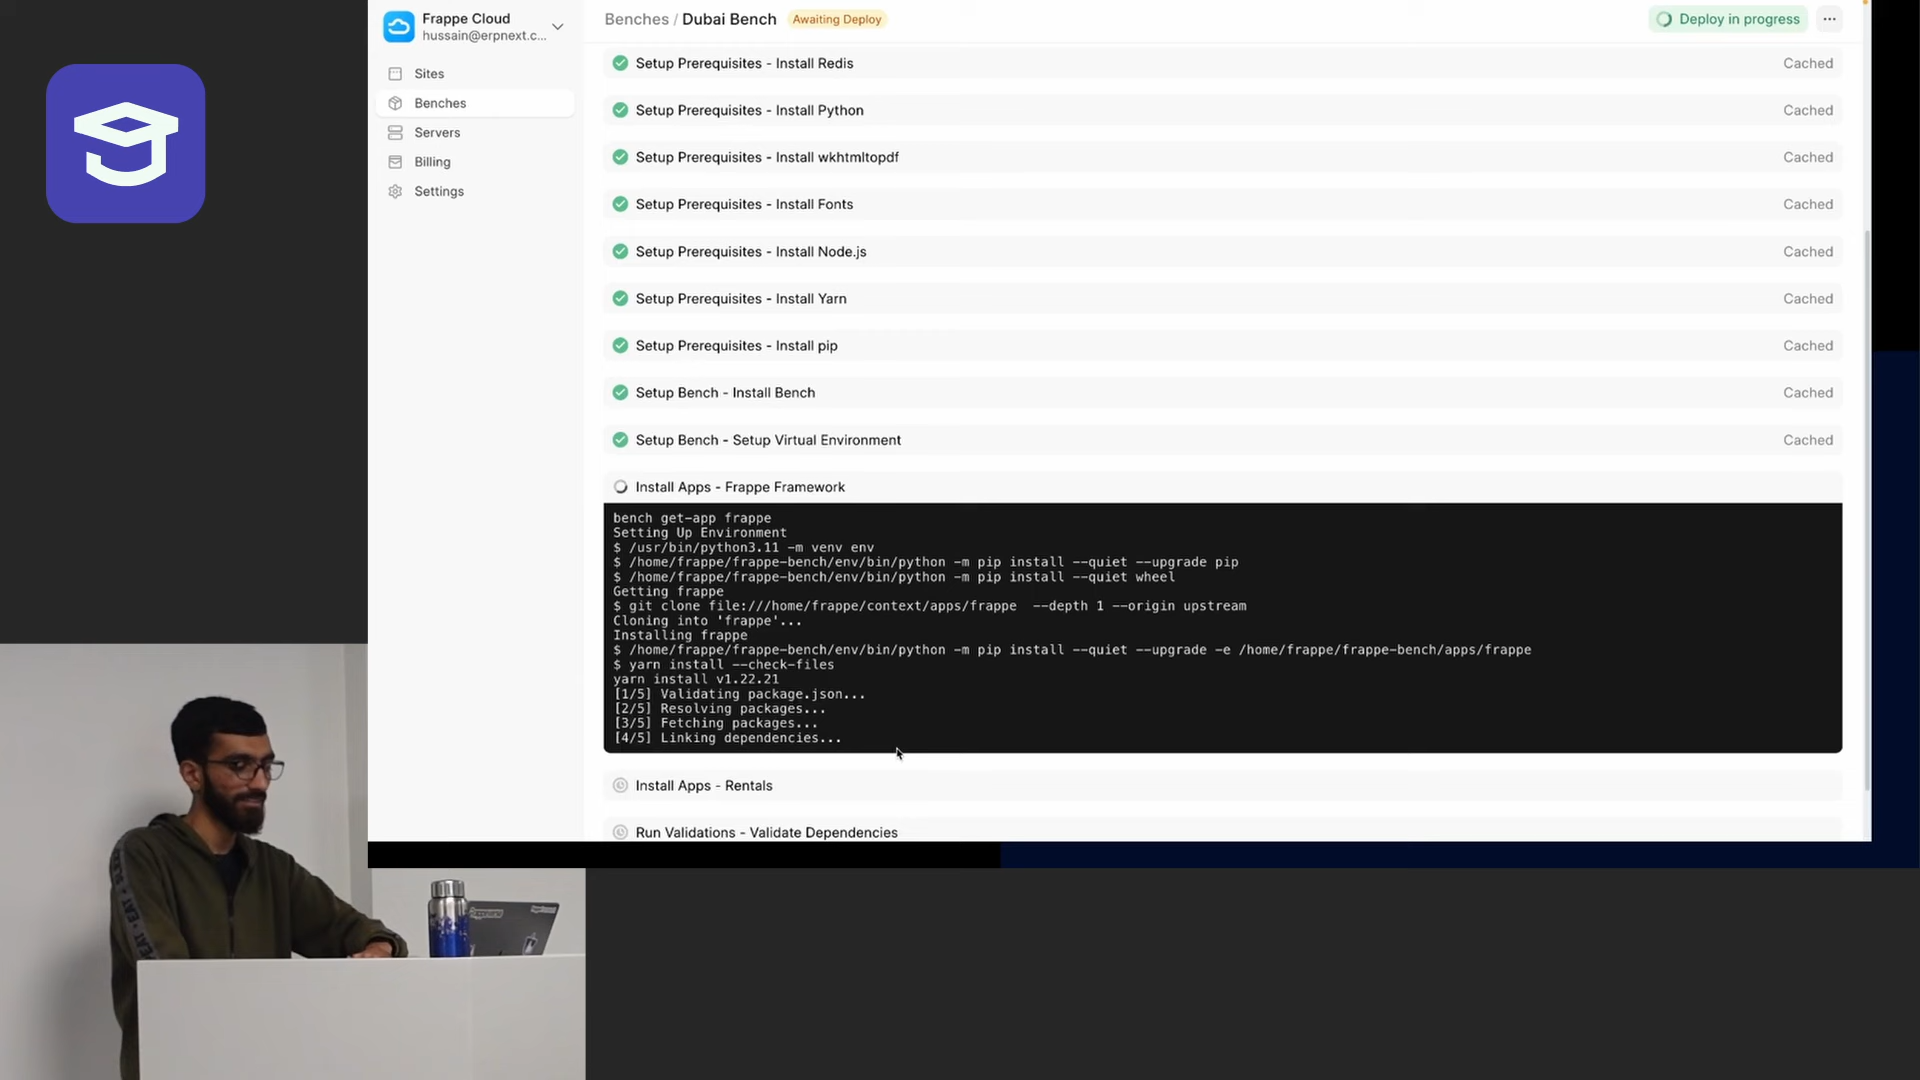 Frappe Cloud
hussain@erpnext.c...
Sites
Benches
Servers
Billing
Settings
Benches / Dubai Bench Awaiting Deploy
Deploy in progress
Setup Prerequisites - Install Redis Cached
Setup Prerequisites - Install Python Cached
Setup Prerequisites - Install wkhtmltopdf Cached
Setup Prerequisites - Install Fonts Cached
Setup Prerequisites - Install Node.js Cached
Setup Prerequisites - Install Yarn Cached
Setup Prerequisites - Install pip Cached
Setup Bench - Install Bench Cached
Setup Bench - Setup Virtual Environment Cached
Install Apps - Frappe Framework
bench get-app frappe
Setting Up Environment
$ /usr/bin/python3.11 -m venv env
$ /home/frappe/frappe-bench/env/bin/python -m pip install --quiet --upgrade pip
$ /home/frappe/frappe-bench/env/bin/python -m pip install --quiet wheel
Getting frappe
$ git clone file:///home/frappe/context/apps/frappe --depth 1 --origin upstream
Cloning into 'frappe'...
Installing frappe
$ /home/frappe/frappe-bench/env/bin/python -m pip install --quiet --upgrade -e /home/frappe/frappe-bench/apps/frappe
$ yarn install --check-files
yarn install v1.22.21
[1/5] Validating package.json...
[2/5] Resolving packages...
[3/5] Fetching packages...
[4/5] Linking dependencies...
Install Apps - Rentals
Run Validations - Validate Dependencies